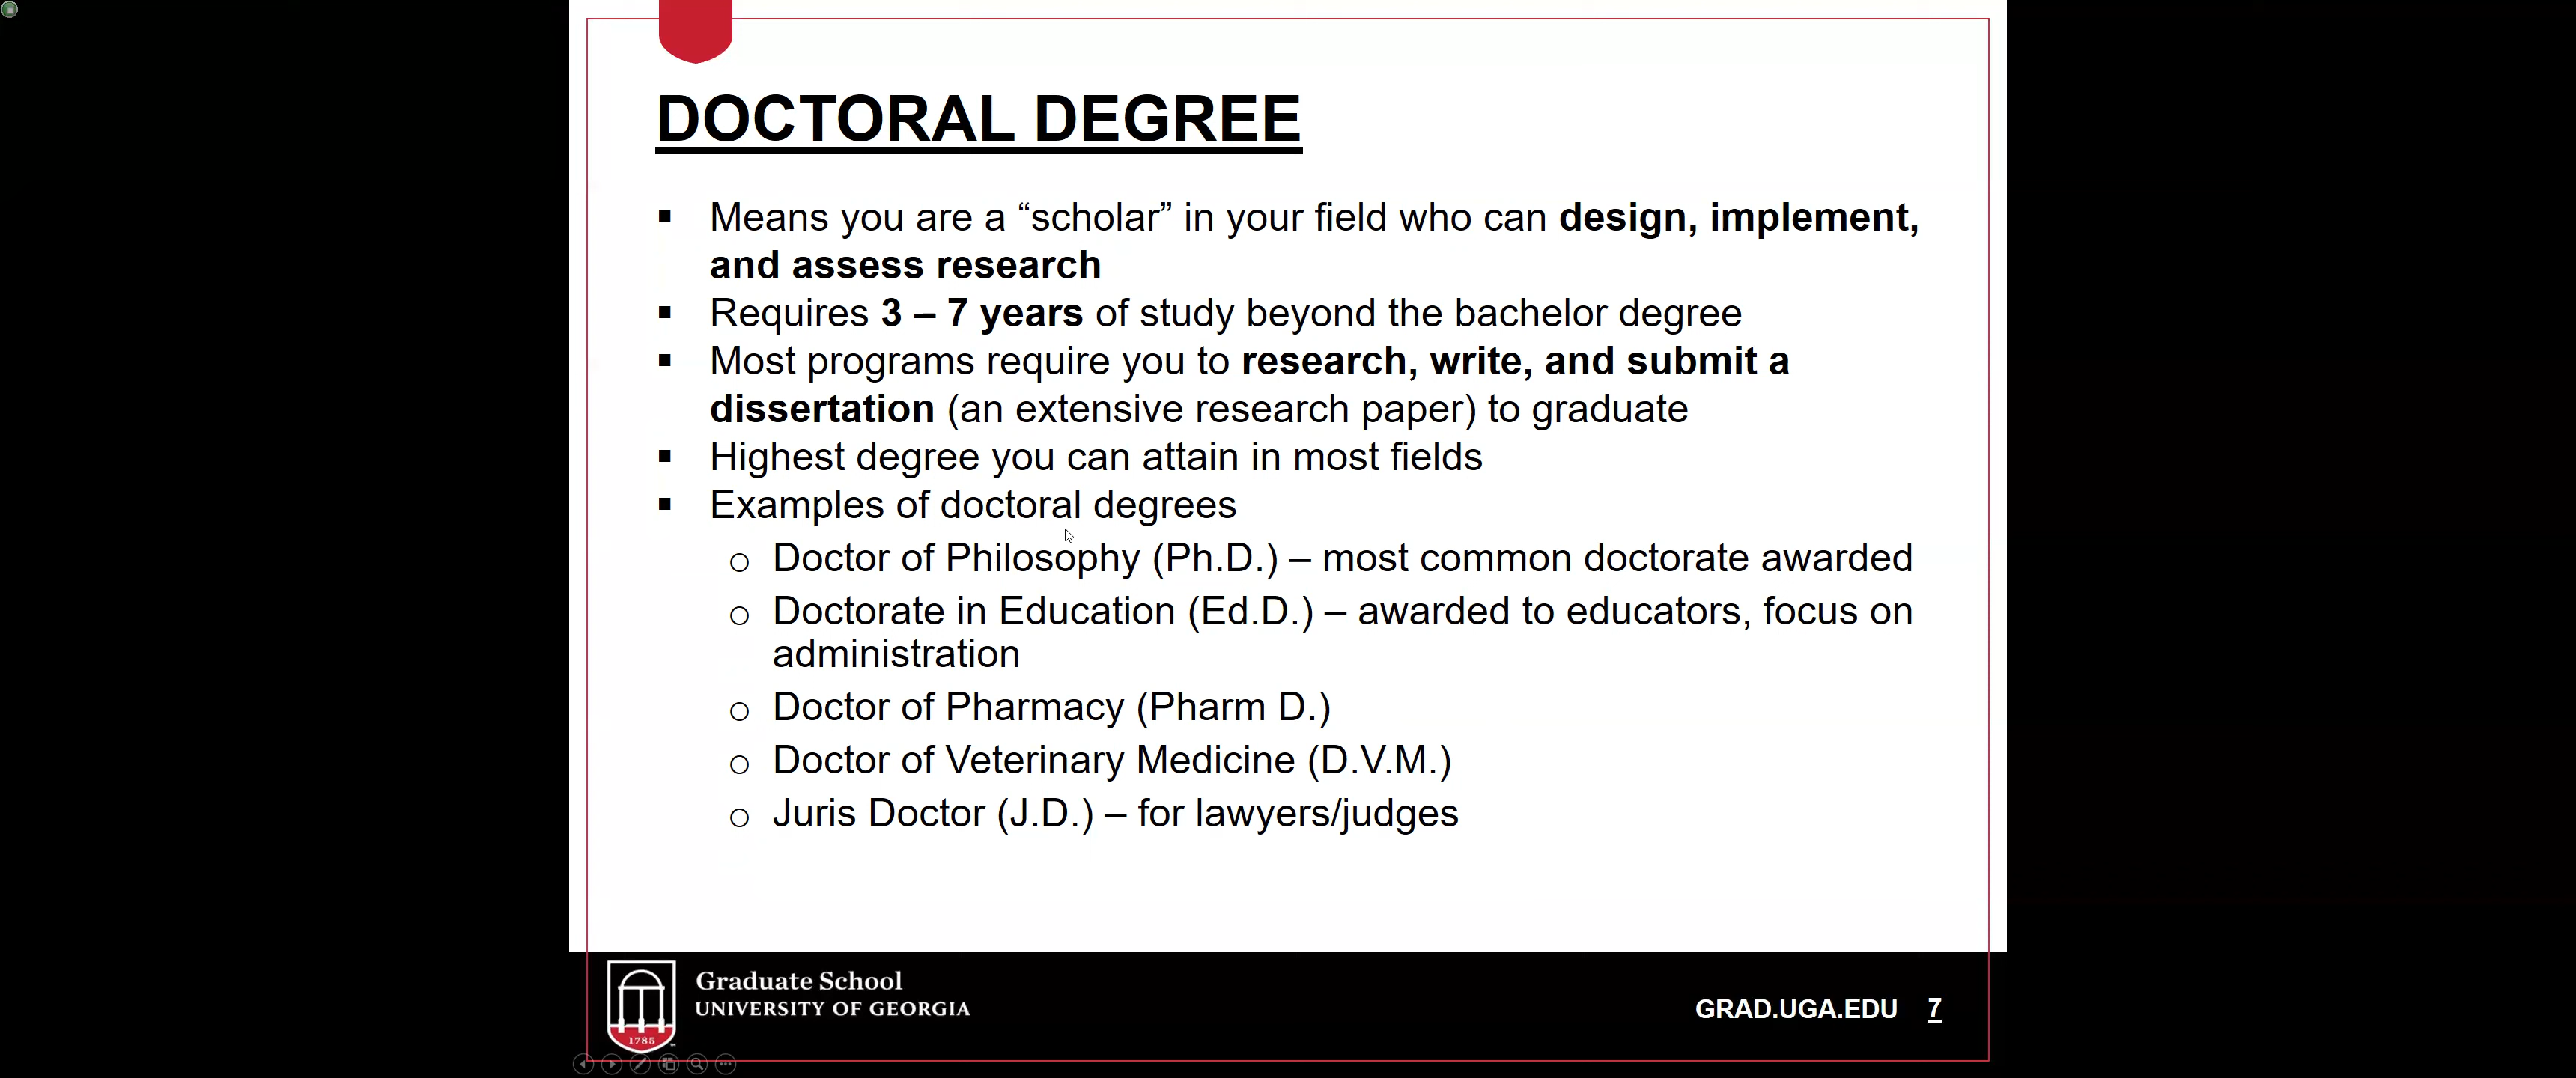 DOCTORAL DEGREE
▪ Means you are a “scholar” in your field who can design, implement,
and assess research
▪ Requires 3 – 7 years of study beyond the bachelor degree
▪ Most programs require you to research, write, and submit a
dissertation (an extensive research paper) to graduate
▪ Highest degree you can attain in most fields
▪ Examples of doctoral degrees
o Doctor of Philosophy (Ph.D.) – most common doctorate awarded
o Doctorate in Education (Ed.D.) – awarded to educators, focus on
administration
o Doctor of Pharmacy (Pharm D.)
o Doctor of Veterinary Medicine (D.V.M.)
o Juris Doctor (J.D.) – for lawyers/judges
Graduate School
UNIVERSITY OF GEORGIA
1785
GRAD.UGA.EDU 7